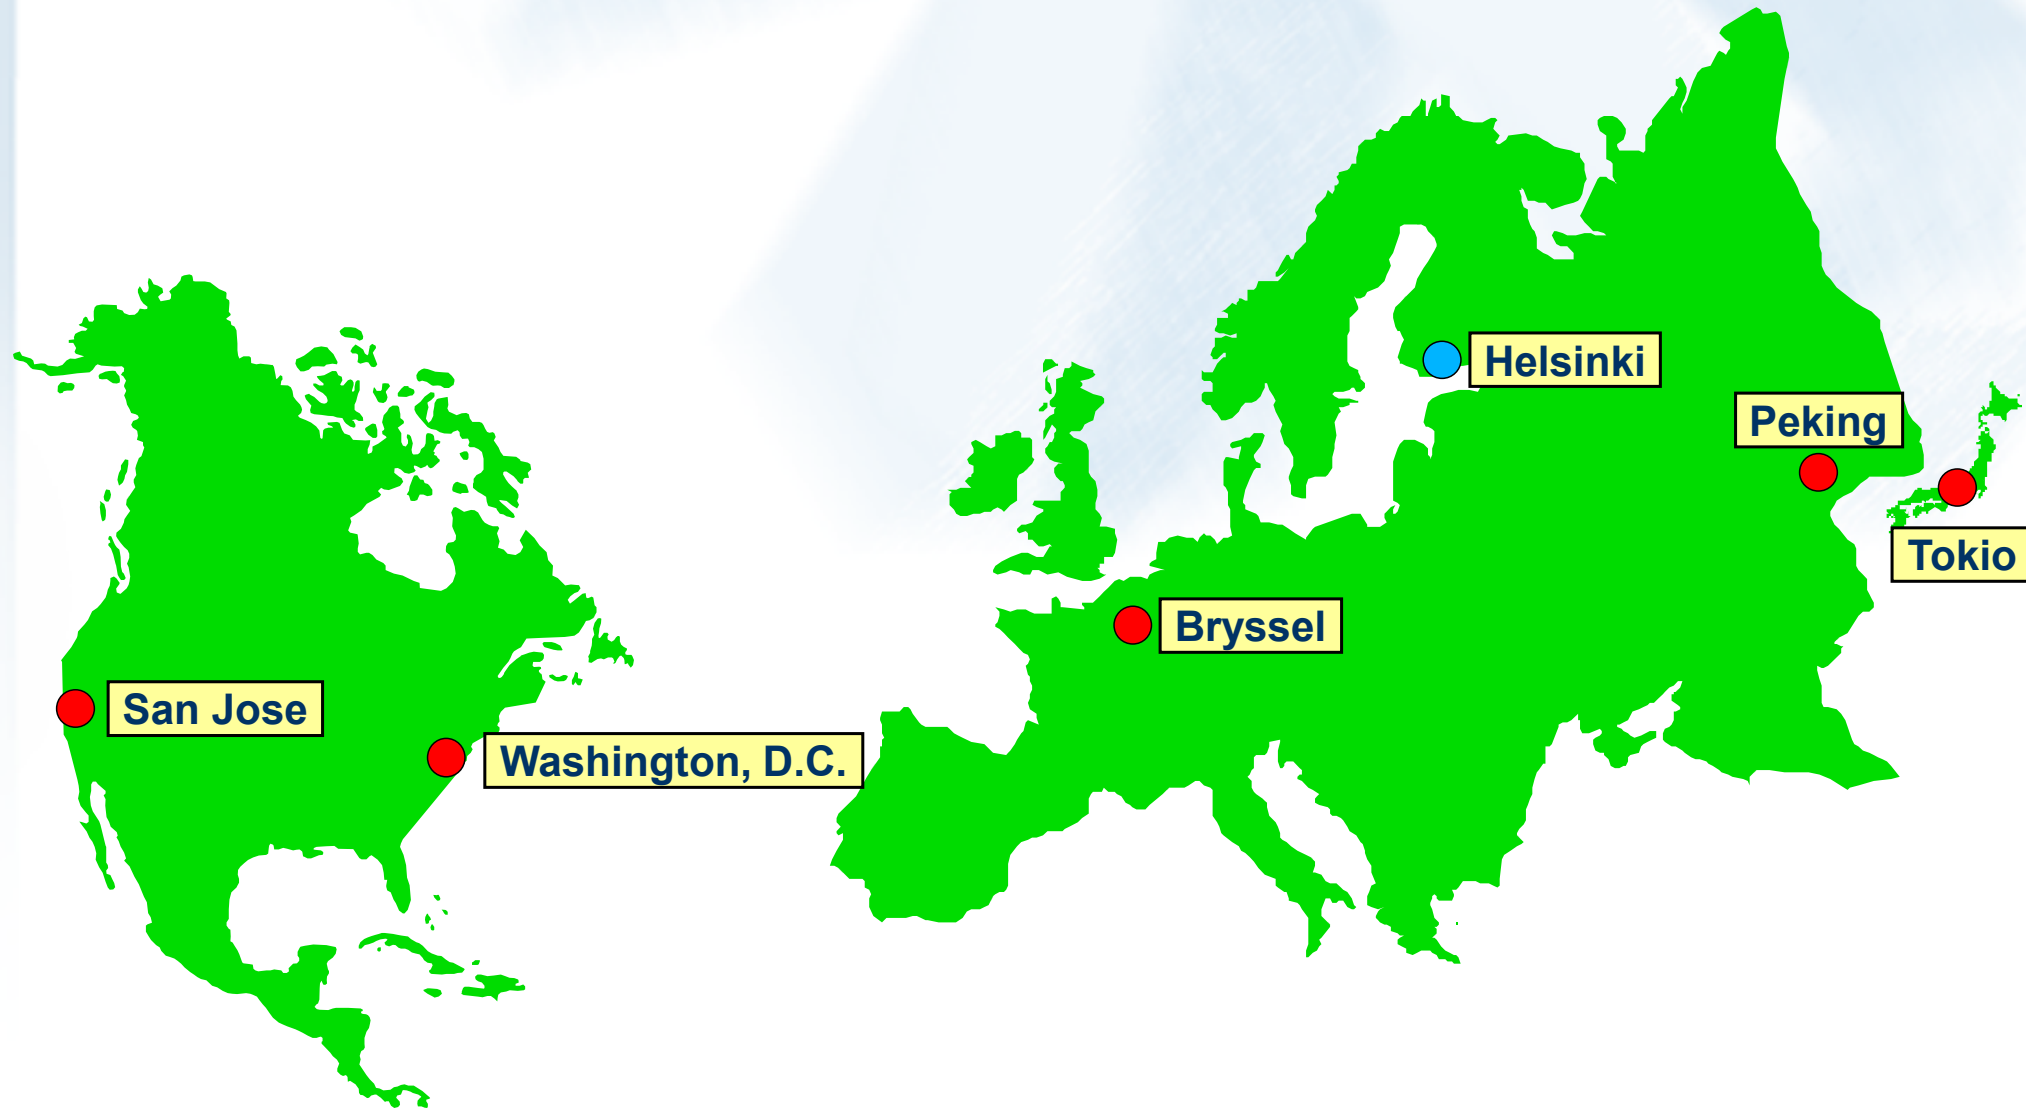 Helsinki
Peking
Tokio
Bryssel
San Jose
Washington, D.C.